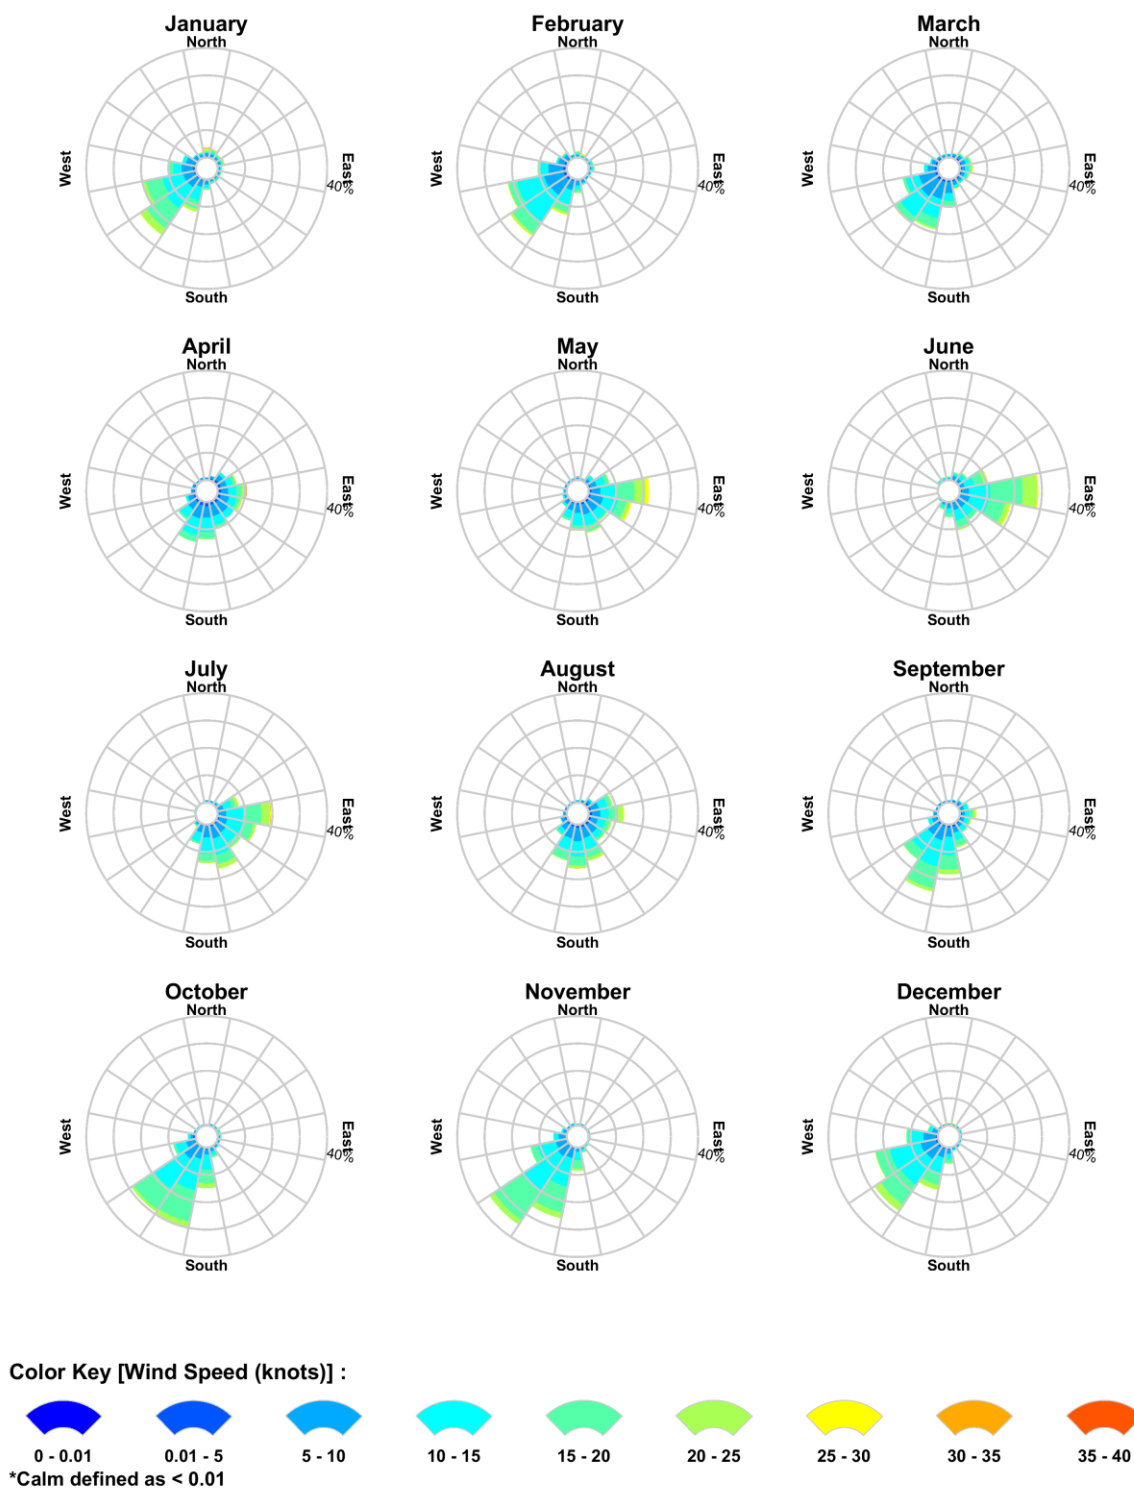 January February March
North North North
West East 40% West East 40% West East 40%
South South South
April May June
North North North
West East 40% West East 40% West East 40%
South South South
July August September
North North North
West East 40% West East 40% West East 40%
South South South
October November December
North North North
West East 40% West East 40% West East 40%
South South South
Color Key [Wind Speed (knots)] :
0 - 0.01 0.01 - 5 5 - 10 10 - 15 15 - 20 20 - 25 25 - 30 30 - 35 35 - 40
*Calm defined as < 0.01